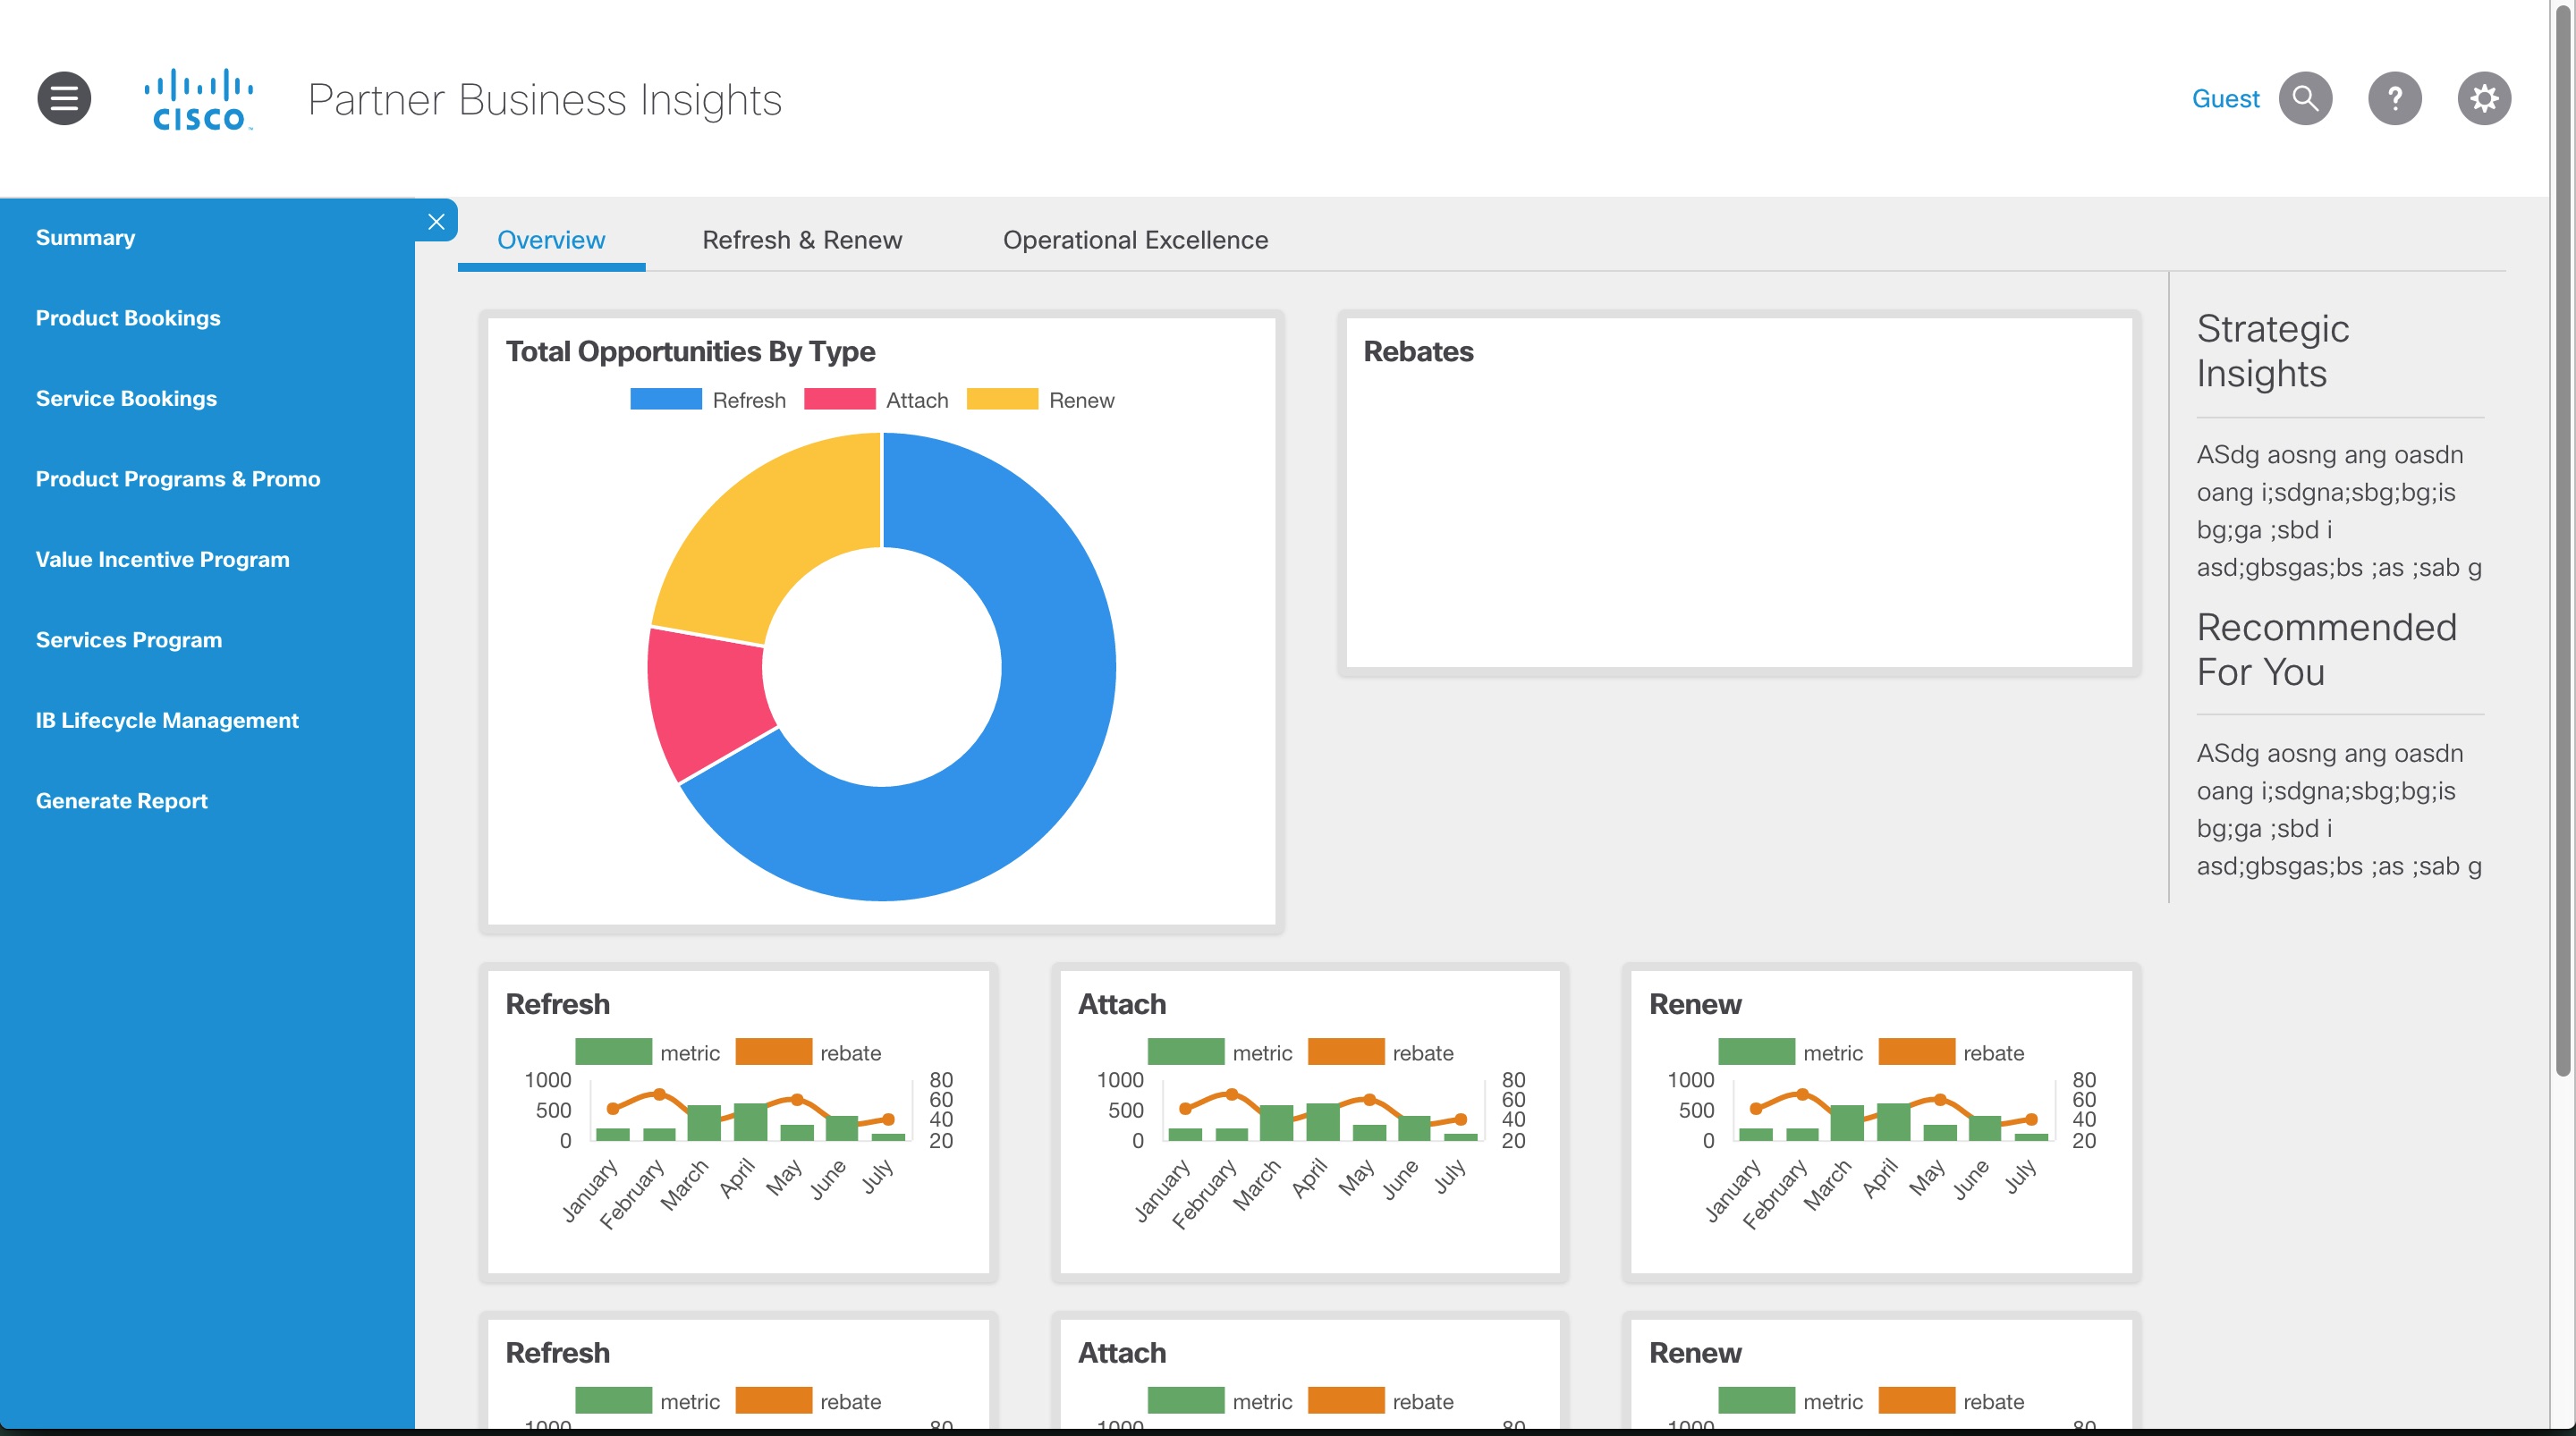 CISCO
Partner Business Insights
Guest
?
Summary
Product Bookings
Service Bookings
Product Programs & Promo
Value Incentive Program
Services Program
IB Lifecycle Management
Generate Report
Overview Refresh & Renew Operational Excellence
Total Opportunities By Type
Refresh Attach Renew
Rebates
Strategic
Insights
ASdg aosng ang oasdn
oang i;sdgna;sbg;bg;is
bg;ga ;sbd i
asd;gbsgas;bs ;as ;sab g
Recommended
For You
ASdg aosng ang oasdn
oang i;sdgna;sbg;bg;is
bg;ga ;sbd i
asd;gbsgas;bs ;as ;sab g
Refresh
metric rebate
1000 80
60
500 40
0 20
January February March April May June July
Attach
metric rebate
1000 80
60
500 40
0 20
January February March April May June July
Renew
metric rebate
1000 80
60
500 40
0 20
January February March April May June July
Refresh
metric rebate
1000 80
Attach
metric rebate
1000 80
Renew
metric rebate
1000 80